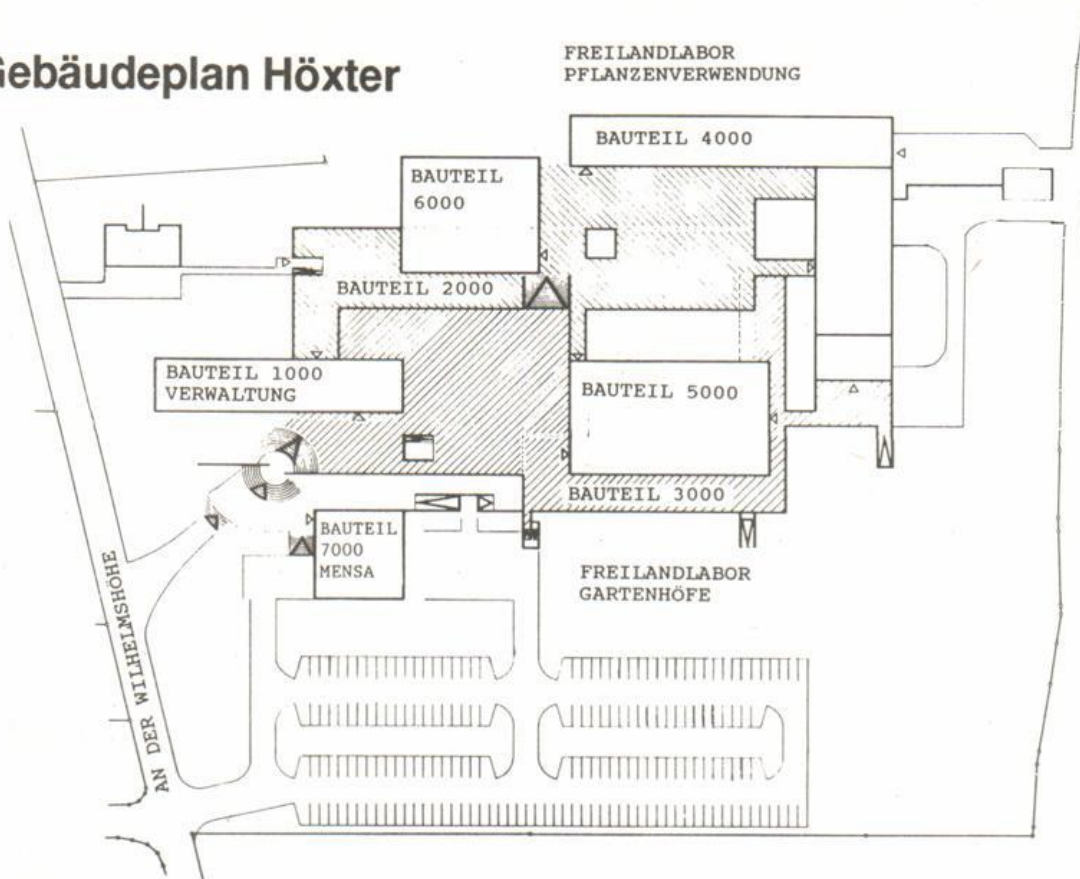 Gebäudeplan Höxter
FREILANDLABOR
PFLANZENVERWENDUNG
BAUTEIL 4000
BAUTEIL
6000
BAUTEIL 2000
BAUTEIL 1000
VERWALTUNG
BAUTEIL 5000
BAUTEIL 3000
BAUTEIL
7000
MENSA
FREILANDLABOR
GARTENHÖFE
AN DER WILHELMSHÖHE